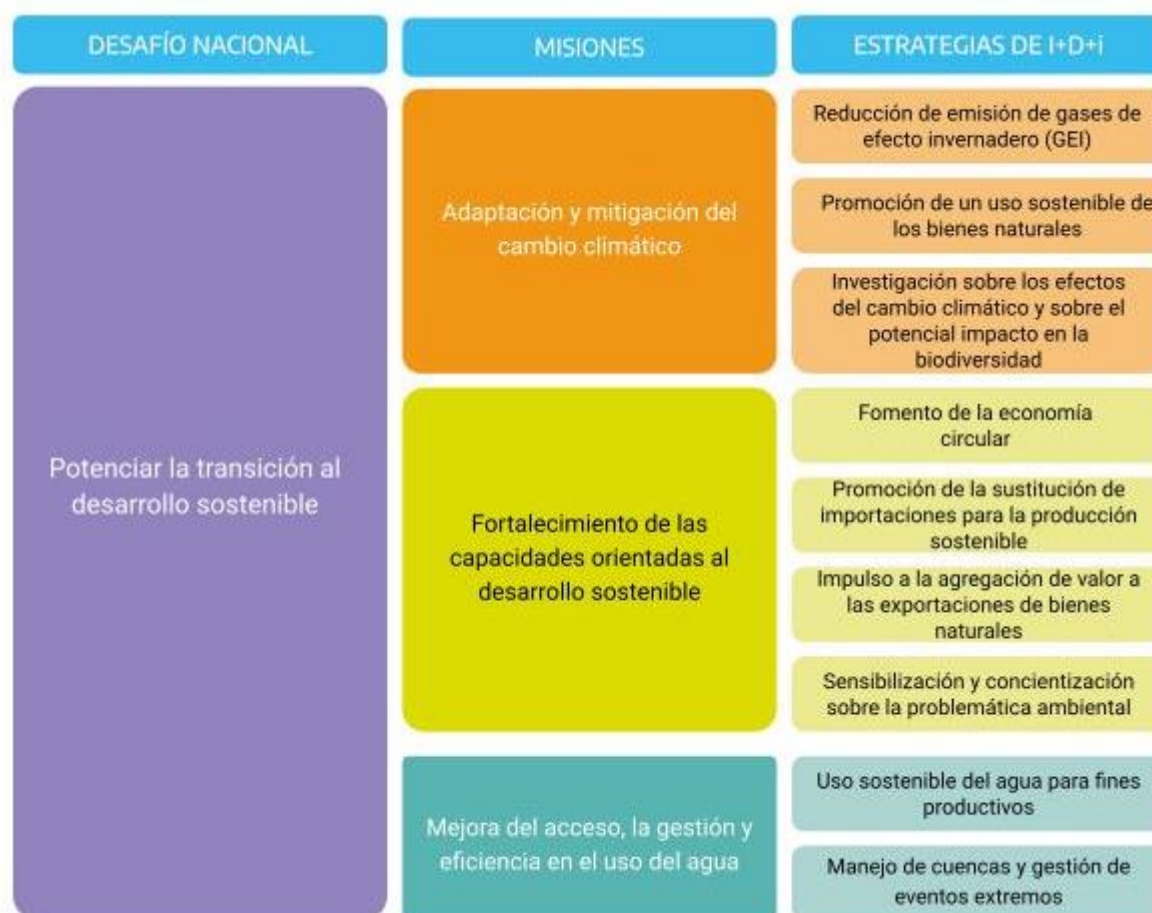 DESAFÍO NACIONAL
MISIONES
ESTRATEGIAS DE I+D+i
Potenciar la transición al
desarrollo sostenible
Adaptación y mitigación del
cambio climático
Reducción de emisión de gases de
efecto invernadero (GEI)
Promoción de un uso sostenible de
los bienes naturales
Investigación sobre los efectos
del cambio climático y sobre el
potencial impacto en la
biodiversidad
Fortalecimiento de las
capacidades orientadas al
desarrollo sostenible
Fomento de la economía
circular
Promoción de la sustitución de
importaciones para la producción
sostenible
Impulso a la agregación de valor a
las exportaciones de bienes
naturales
Sensibilización y concientización
sobre la problemática ambiental
Mejora del acceso, la gestión y
eficiencia en el uso del agua
Uso sostenible del agua para fines
productivos
Manejo de cuencas y gestión de
eventos extremos